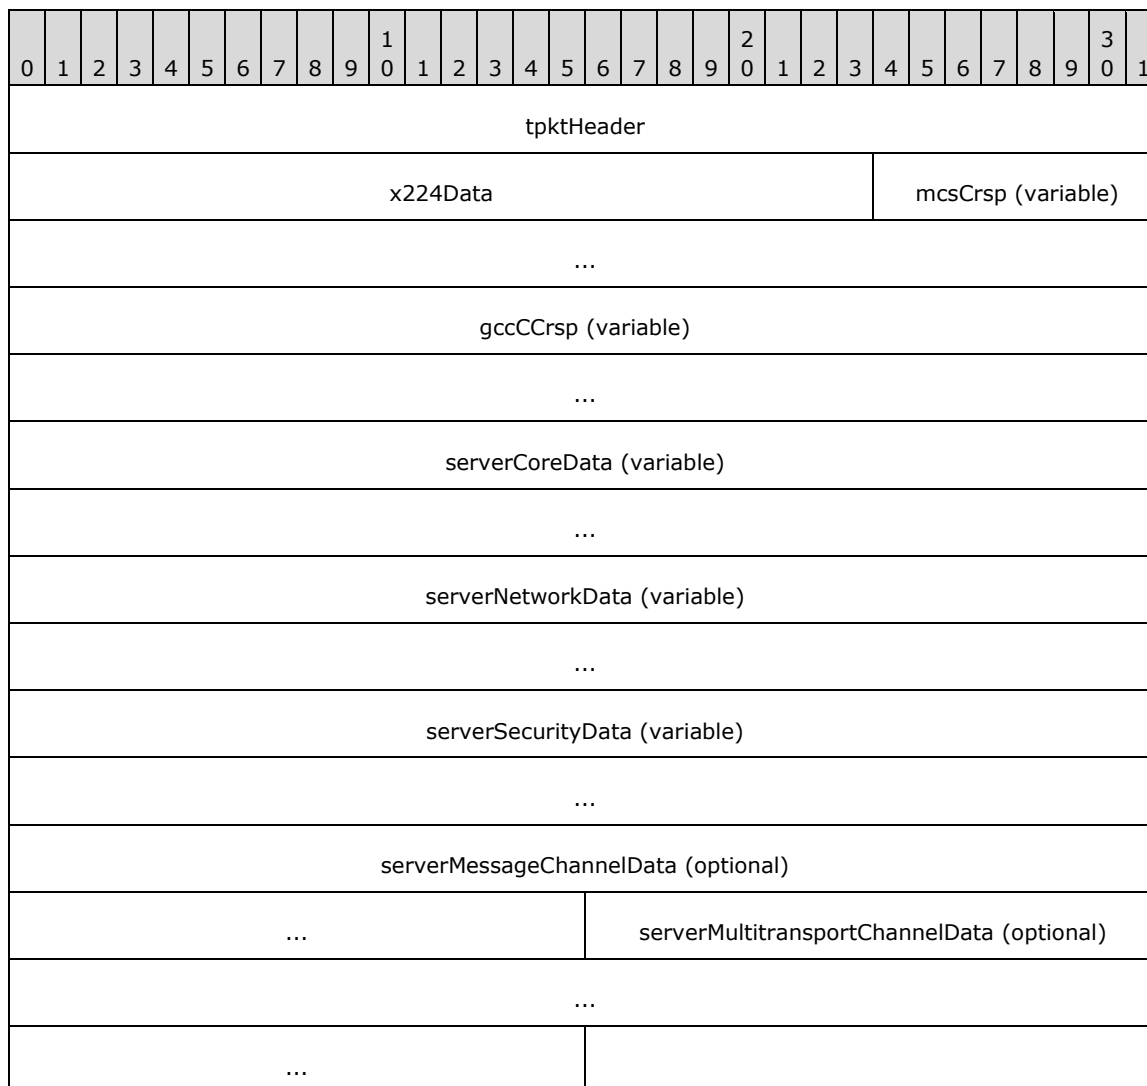 1 2 3
0 1 2 3 4 5 6 7 8 9 0 1 2 3 4 5 6 7 8 9 0 1 2 3 4 5 6 7 8 9 0 1
tpktHeader
x224Data mcsCrsp (variable)
...
gccCCrsp (variable)
...
serverCoreData (variable)
...
serverNetworkData (variable)
...
serverSecurityData (variable)
...
serverMessageChannelData (optional)
... serverMultitransportChannelData (optional)
...
...